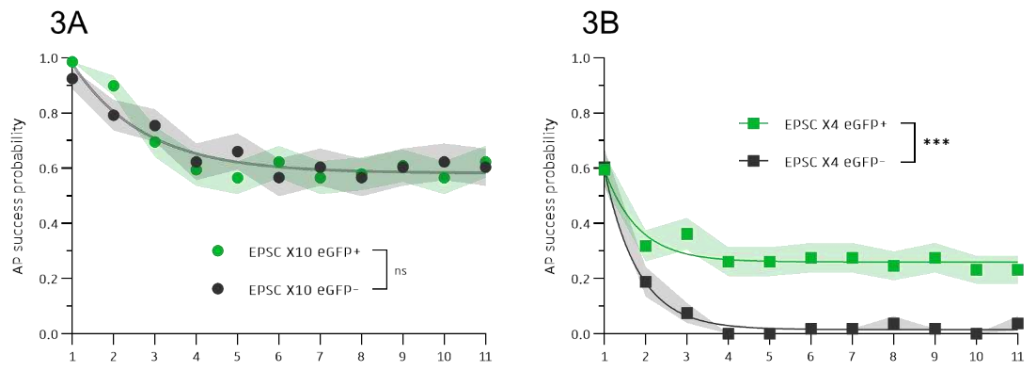 3A
AP success probability
1.0
0.8
0.6
0.4
0.2
0.0
EPSC X10 eGFP+
EPSC X10 eGFP-
ns
1 2 3 4 5 6 7 8 9 10 11
3B
AP success probability
1.0
0.8
0.6
0.4
0.2
0.0
EPSC X4 eGFP+
EPSC X4 eGFP-
***
1 2 3 4 5 6 7 8 9 10 11